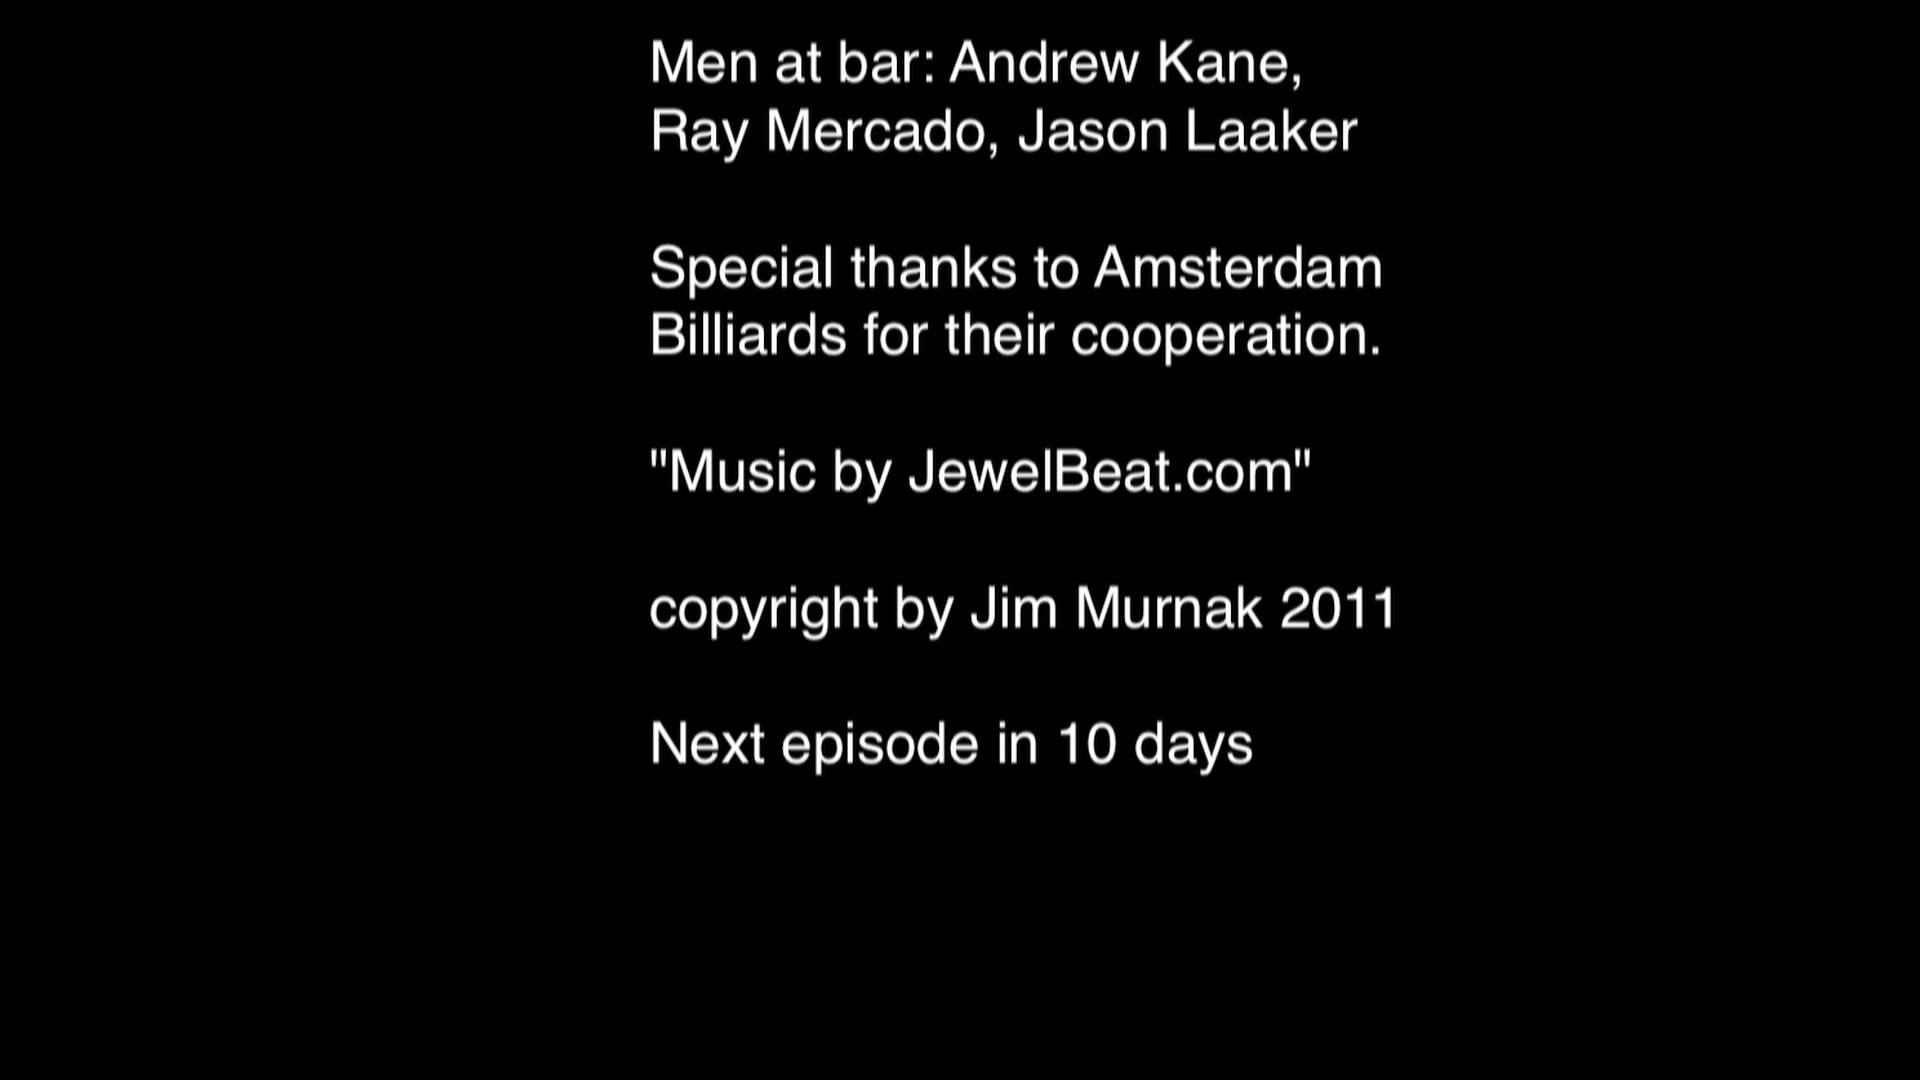 Men at bar: Andrew Kane,
Ray Mercado, Jason Laaker
Special thanks to Amsterdam
Billiards for their cooperation.
"Music by JewelBeat.com"
copyright by Jim Murnak 2011
Next episode in 10 days